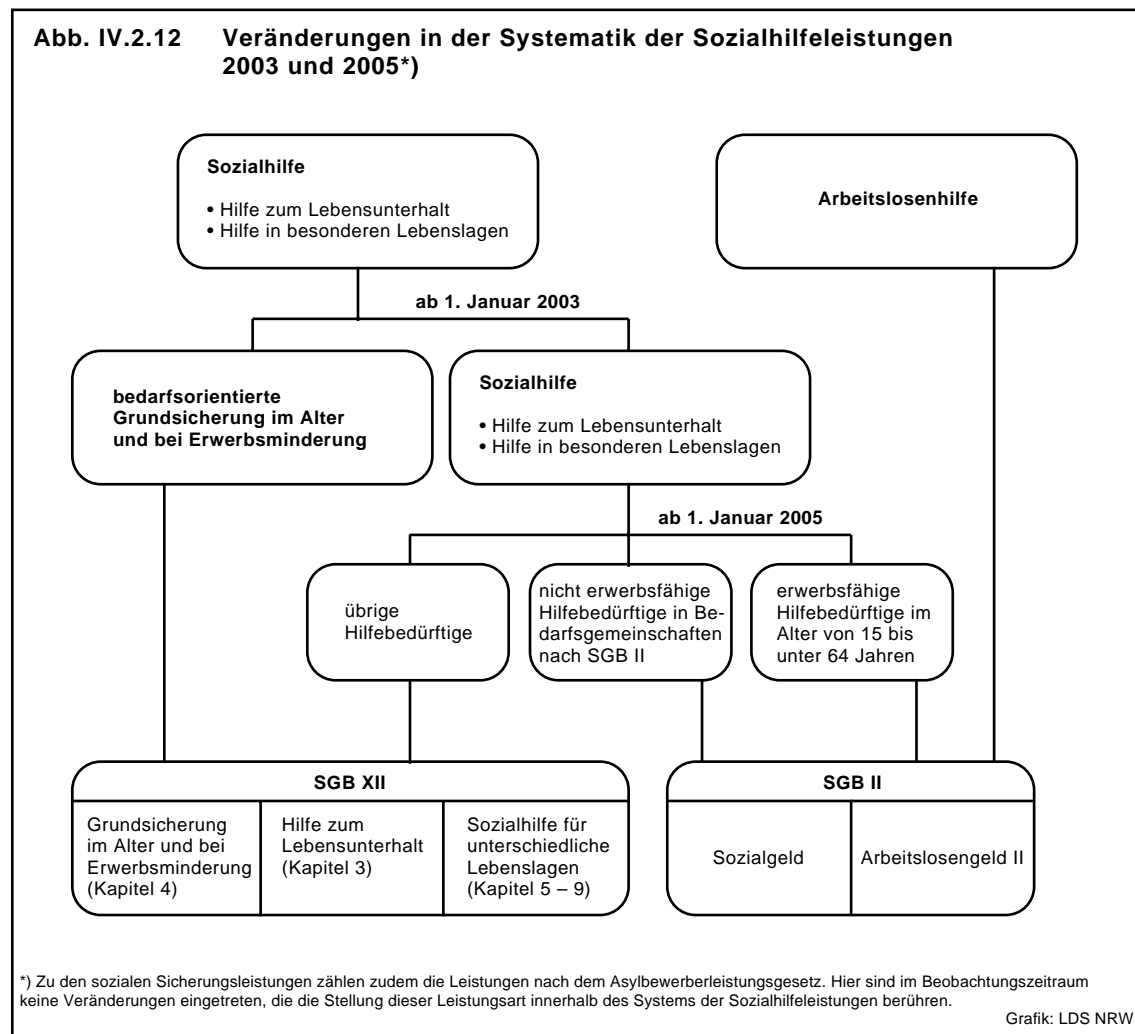 Abb. IV.2.12 Veränderungen in der Systematik der Sozialhilfeleistungen
2003 und 2005*)
Sozialhilfe
• Hilfe zum Lebensunterhalt
• Hilfe in besonderen Lebenslagen
Arbeitslosenhilfe
ab 1. Januar 2003
bedarfsorientierte
Grundsicherung im Alter
und bei Erwerbsminderung
Sozialhilfe
• Hilfe zum Lebensunterhalt
• Hilfe in besonderen Lebenslagen
ab 1. Januar 2005
übrige
Hilfebedürftige
nicht erwerbsfähige
Hilfebedürftige in Be-
darfsgemeinschaften
nach SGB II
erwerbsfähige
Hilfebedürftige im
Alter von 15 bis
unter 64 Jahren
SGB XII
Grundsicherung
im Alter und bei
Erwerbsminderung
(Kapitel 4)
Hilfe zum
Lebensunterhalt
(Kapitel 3)
Sozialhilfe für
unterschiedliche
Lebenslagen
(Kapitel 5 – 9)
SGB II
Sozialgeld
Arbeitslosengeld II
*) Zu den sozialen Sicherungsleistungen zählen zudem die Leistungen nach dem Asylbewerberleistungsgesetz. Hier sind im Beobachtungszeitraum
keine Veränderungen eingetreten, die die Stellung dieser Leistungsart innerhalb des Systems der Sozialhilfeleistungen berühren.
Grafik: LDS NRW